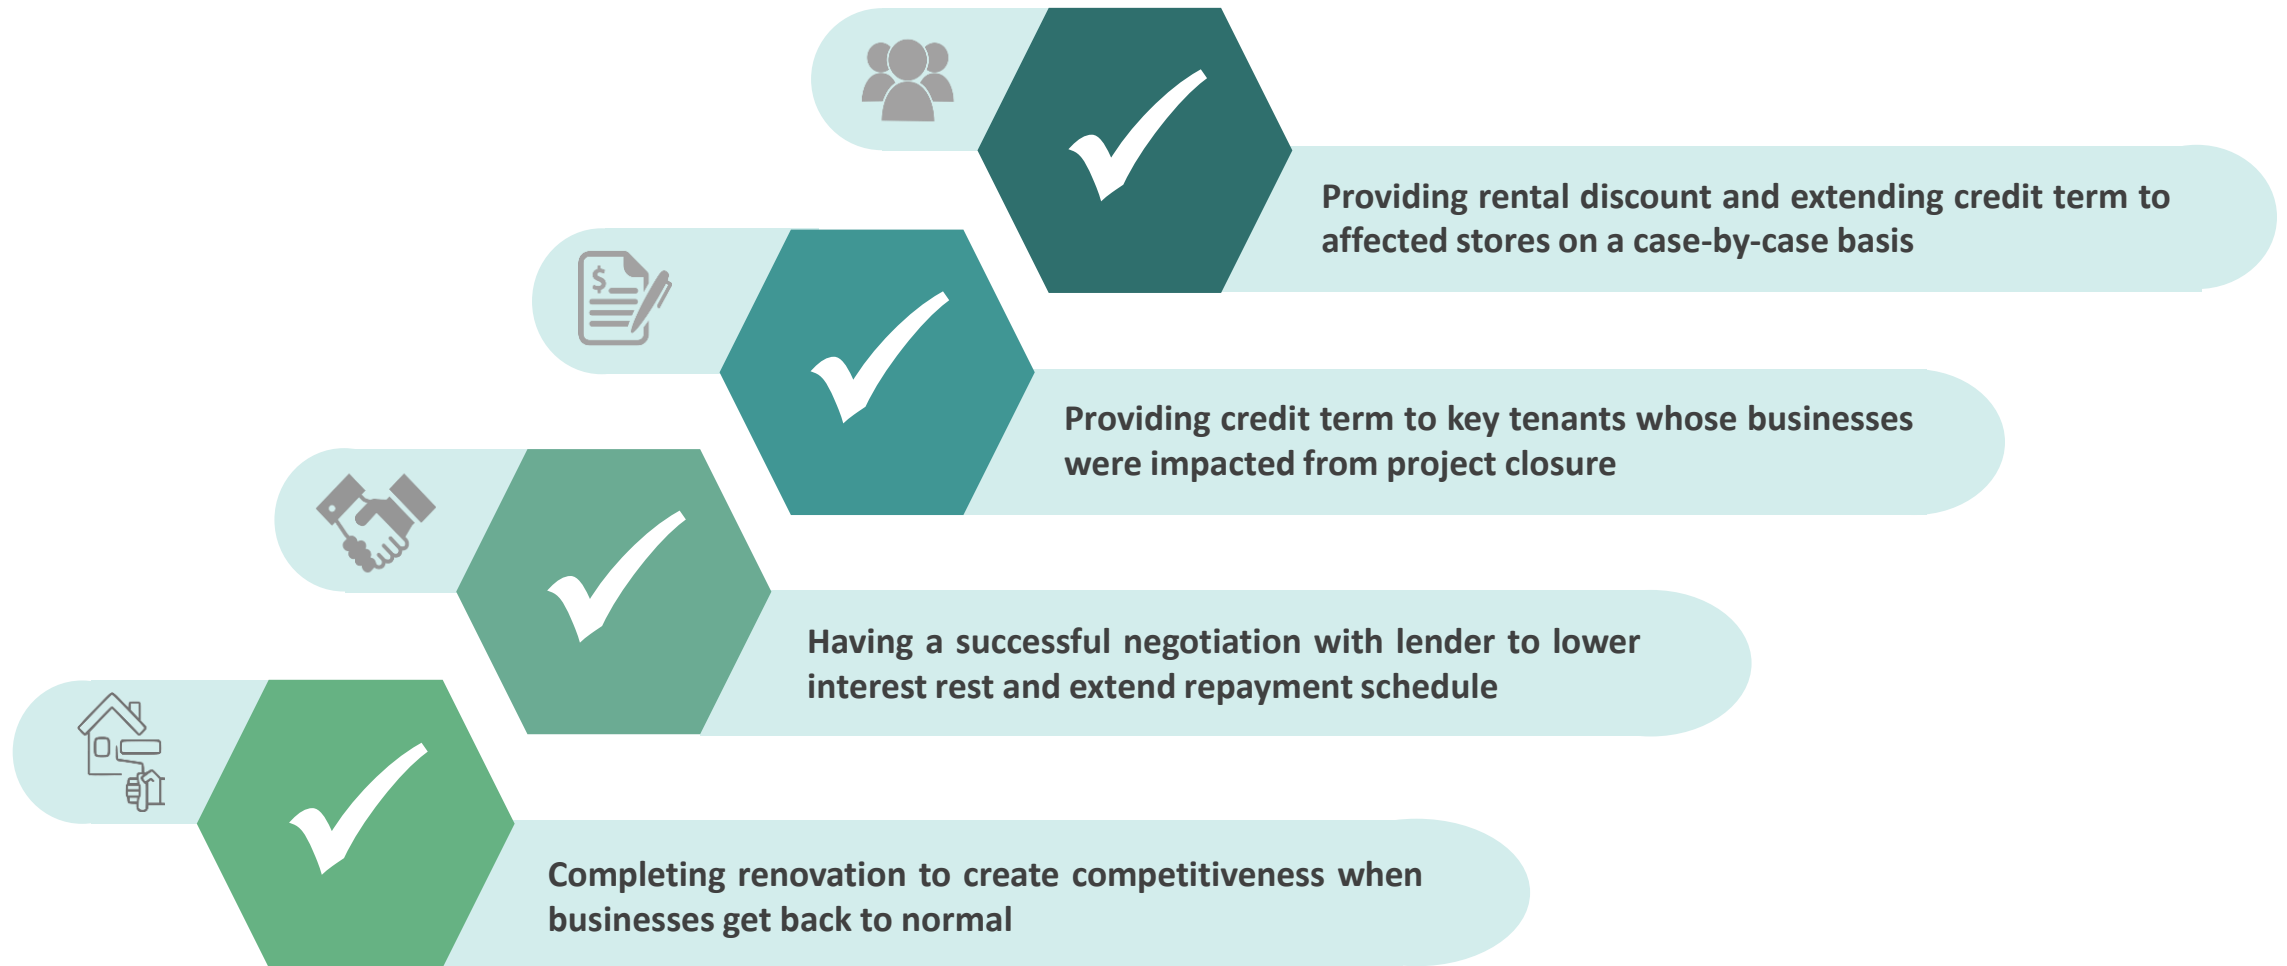 Providing rental discount and extending credit term to
affected stores on a case-by-case basis
$
Providing credit term to key tenants whose businesses
were impacted from project closure
Having a successful negotiation with lender to lower
interest rest and extend repayment schedule
Completing renovation to create competitiveness when
businesses get back to normal